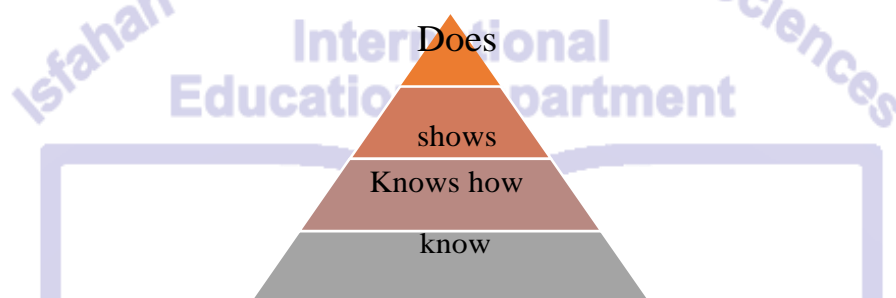 Isfahan
Sciences
International
Education Department
Does
shows
Knows how
know